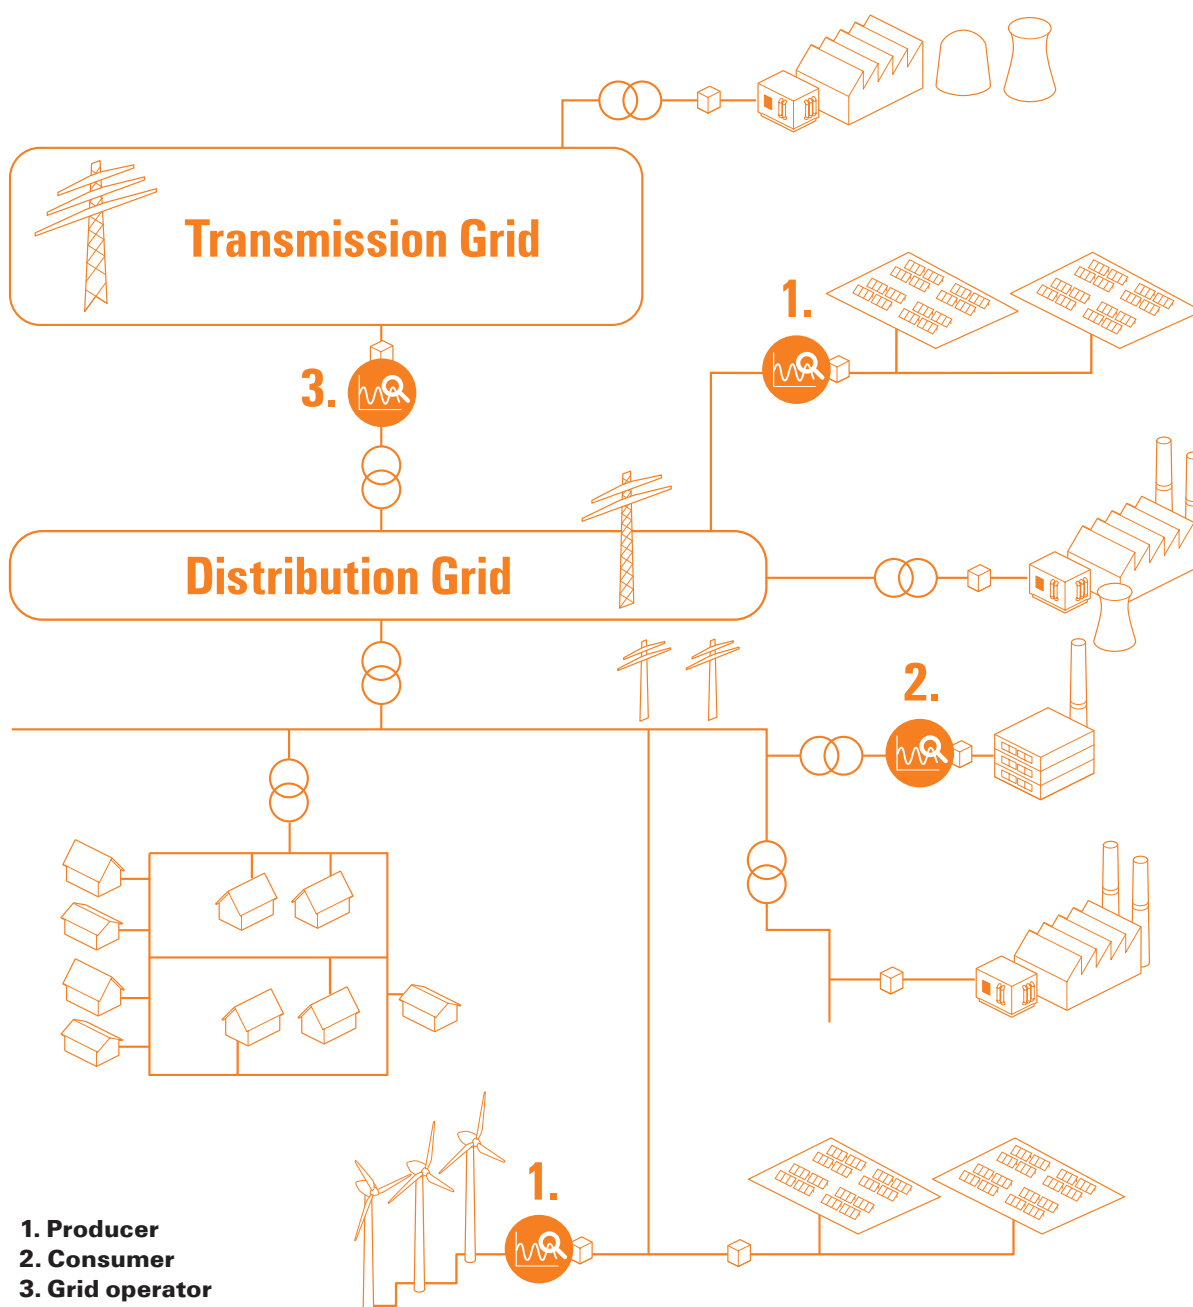 Transmission Grid
1.
3.
Distribution Grid
2.
1.
1. Producer
2. Consumer
3. Grid operator